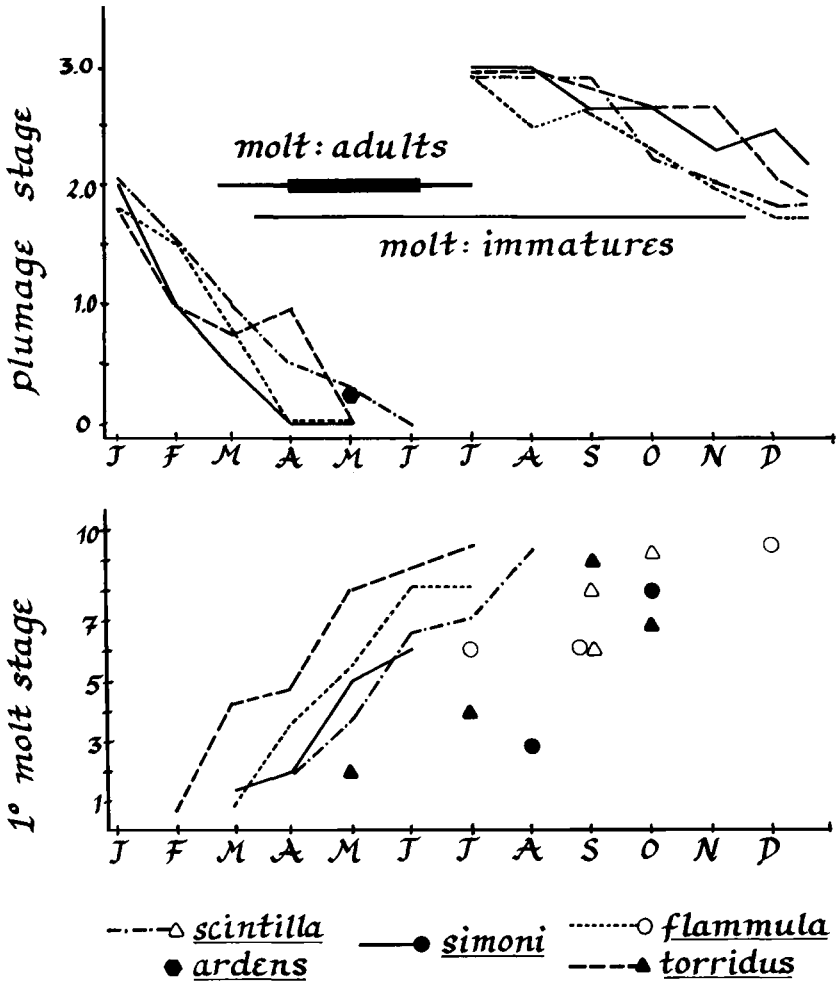 plumage stage
3.0
2.0
1.0
0
molt: adults
molt: immatures
J F M A M J J A S O N D
1° molt stage
10
7
5
3
1
J F M A M J J A S O N D
scintilla simoni flammula
ardens torridus